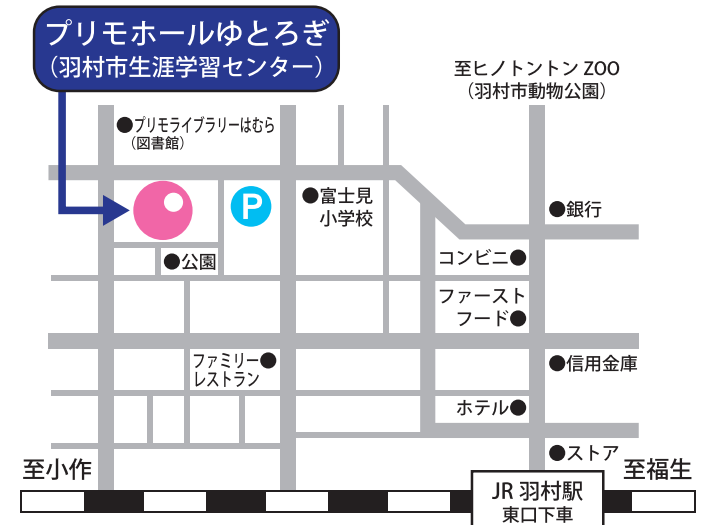 プリモホールゆとろぎ
（羽村市生涯学習センター）
至ヒノトントン ZOO
（羽村市動物公園）
●プリモライブラリーはむら
（図書館）
P
●富士見
小学校
●銀行
●公園
コンビニ●
ファースト
フード●
ファミリー●
レストラン
●信用金庫
ホテル●
●ストア
至小作
至福生
JR 羽村駅
東口下車